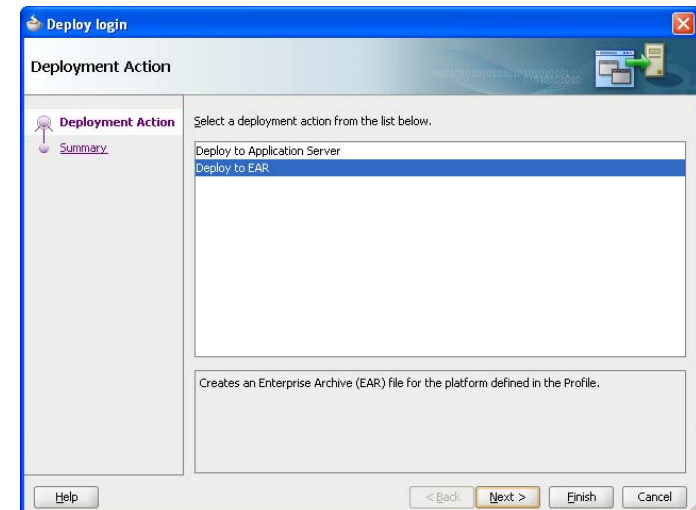 Deploy login
Deployment Action
Deployment Action
Summary
Select a deployment action from the list below.
Deploy to Application Server
Deploy to EAR
Creates an Enterprise Archive (EAR) file for the platform defined in the Profile.
Help
< Back
Next >
Finish
Cancel